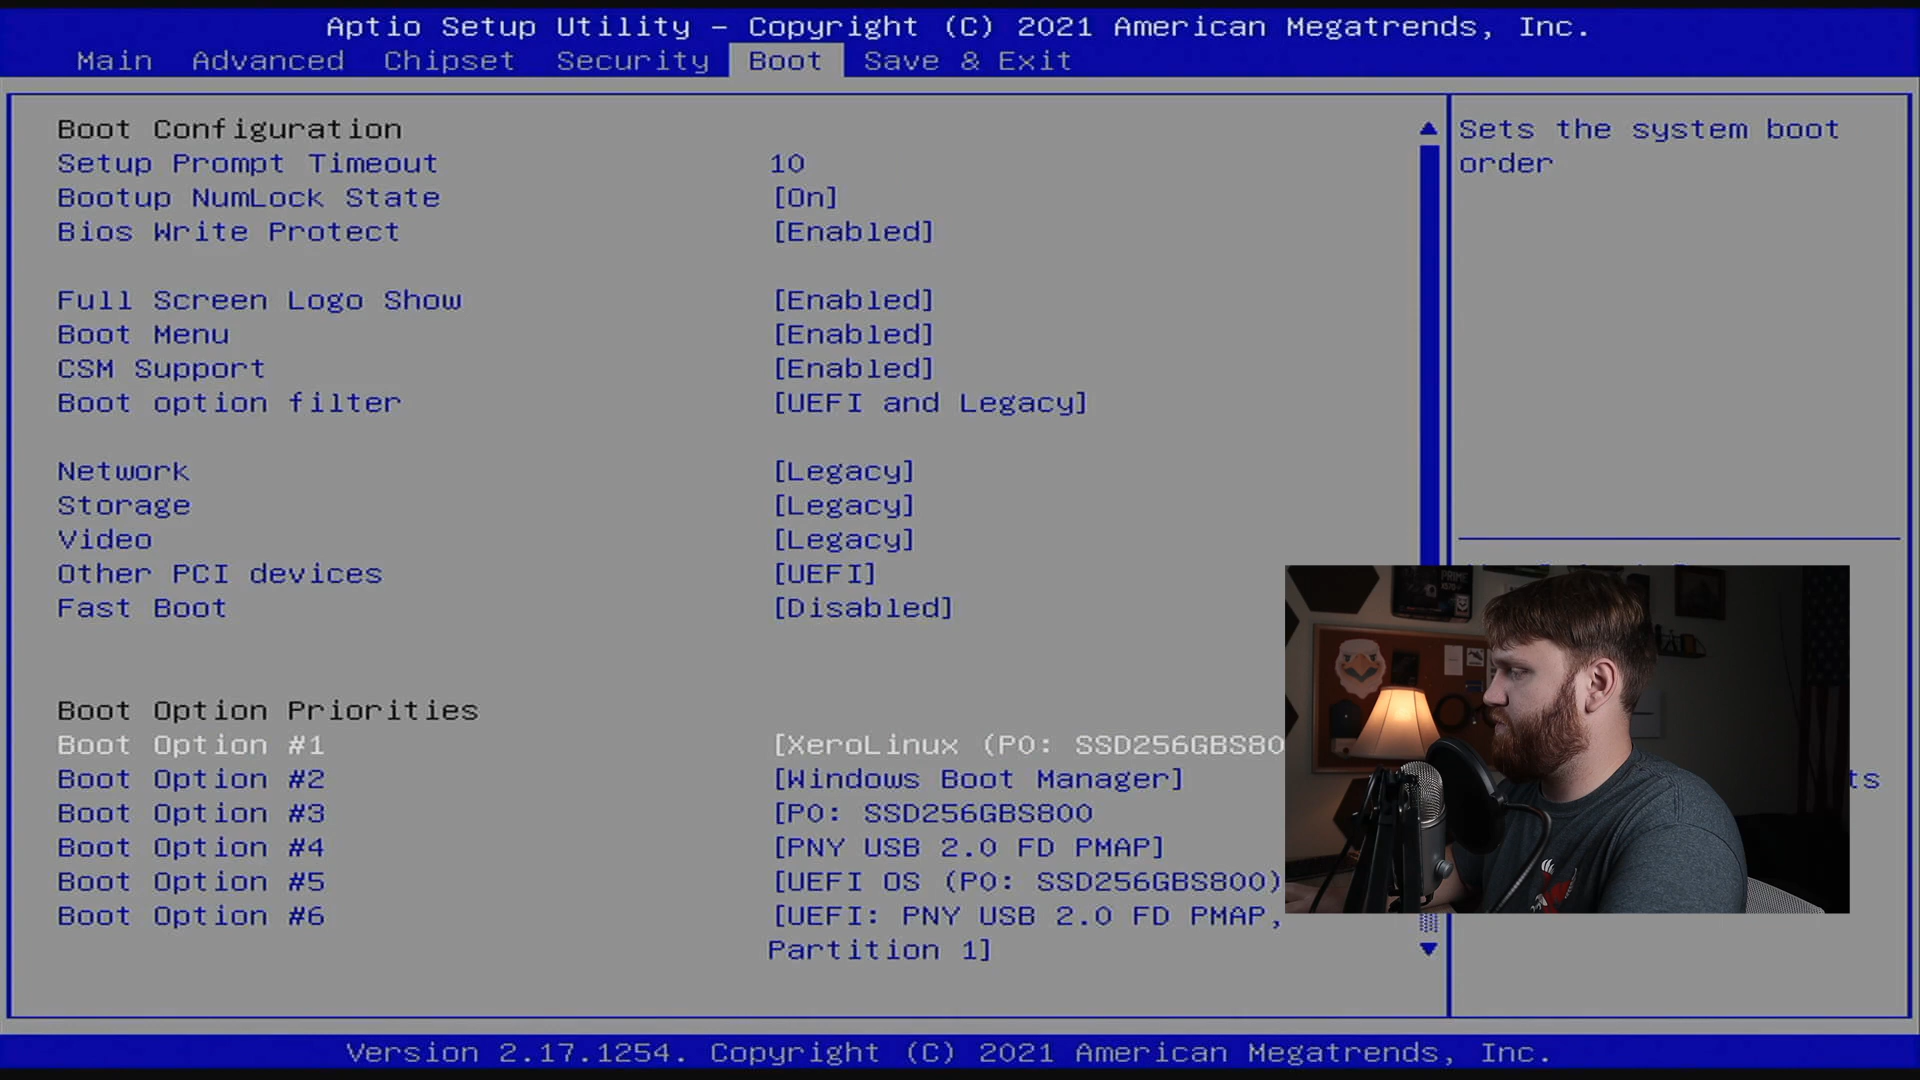 Aptio Setup Utility – Copyright (C) 2021 American Megatrends, Inc.
Main Advanced Chipset Security Boot Save & Exit
Boot Configuration
Setup Prompt Timeout 10
Bootup NumLock State [On]
Bios Write Protect [Enabled]
Full Screen Logo Show [Enabled]
Boot Menu [Enabled]
CSM Support [Enabled]
Boot option filter [UEFI and Legacy]
Network [Legacy]
Storage [Legacy]
Video [Legacy]
Other PCI devices [UEFI]
Fast Boot [Disabled]
Boot Option Priorities
Boot Option #1 [XeroLinux (P0: SSD256GBS80
Boot Option #2 [Windows Boot Manager]
Boot Option #3 [P0: SSD256GBS800
Boot Option #4 [PNY USB 2.0 FD PMAP]
Boot Option #5 [UEFI OS (P0: SSD256GBS800)
Boot Option #6 [UEFI: PNY USB 2.0 FD PMAP,
Partition 1]
Sets the system boot
order
ts
PRIME
Version 2.17.1254. Copyright (C) 2021 American Megatrends, Inc.